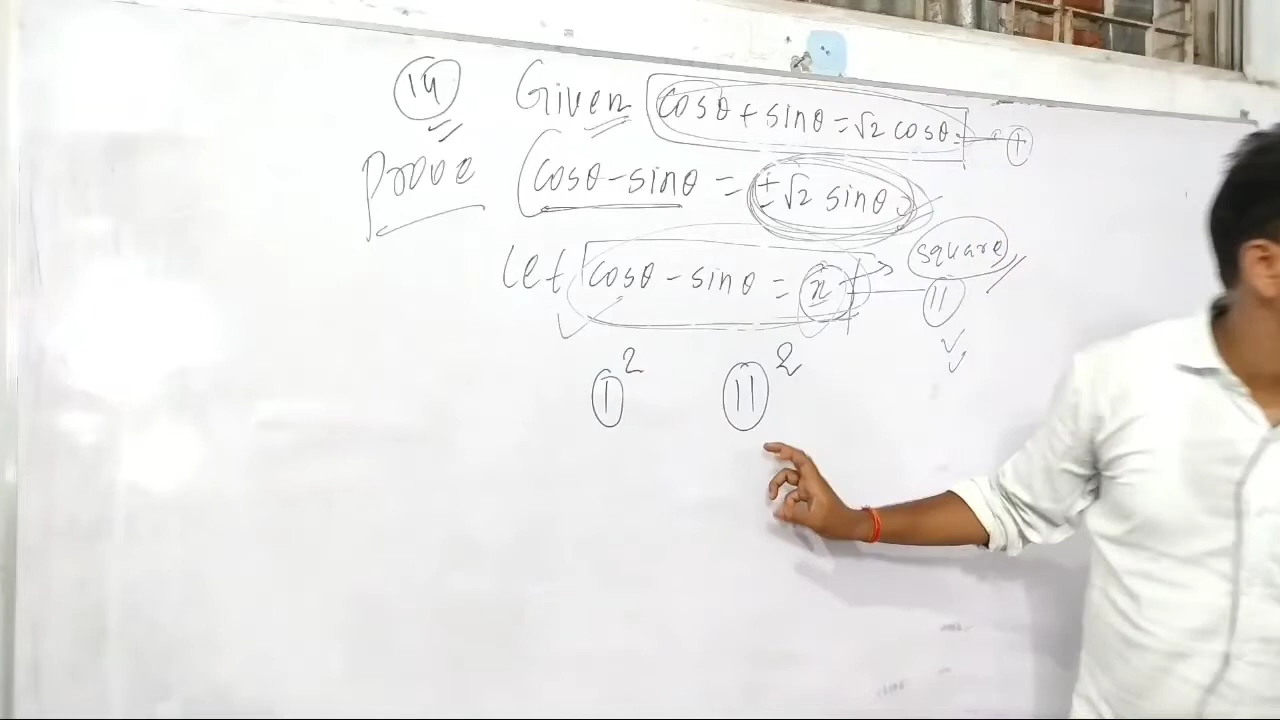 14 Given cosθ + sinθ = √2 cosθ — I
Prove cosθ - sinθ = ± √2 sinθ
let cosθ - sinθ = x → square
II
I² II²